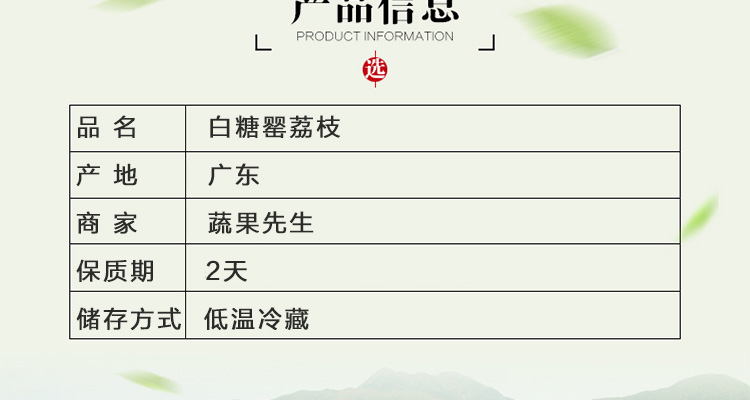 产品信息
PRODUCT INFORMATION
选
品 名 白糖罂荔枝
产 地 广东
商 家 蔬果先生
保质期 2天
储存方式 低温冷藏